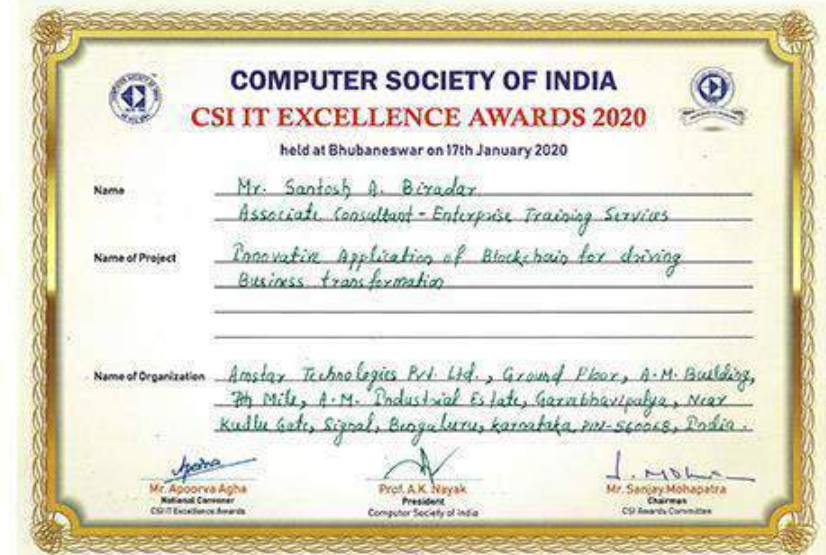 COMPUTER SOCIETY OF INDIA
CSI IT EXCELLENCE AWARDS 2020
held at Bhubaneswar on 17th January 2020
Name Mr. Santosh A. Biradar
Associate Consultant - Enterprise Training Services
Name of Project Innovative Application of Blockchain for driving
Business transformation
Name of Organization Amstar Technologies Pvt. Ltd., Ground Floor, A.M. Building,
7th Mile, A.M. Industrial Estate, Garvebhavipalya, Near
Kudlu Gate, Signal, Bengaluru, Karnataka, PIN-560068, India.
Mr. Apoorva Agha
National Convener
CSI IT Excellence Awards
Prof. A.K. Nayak
President
Computer Society of India
Mr. Sanjay Mohapatra
Chairman
CSI Awards Committee